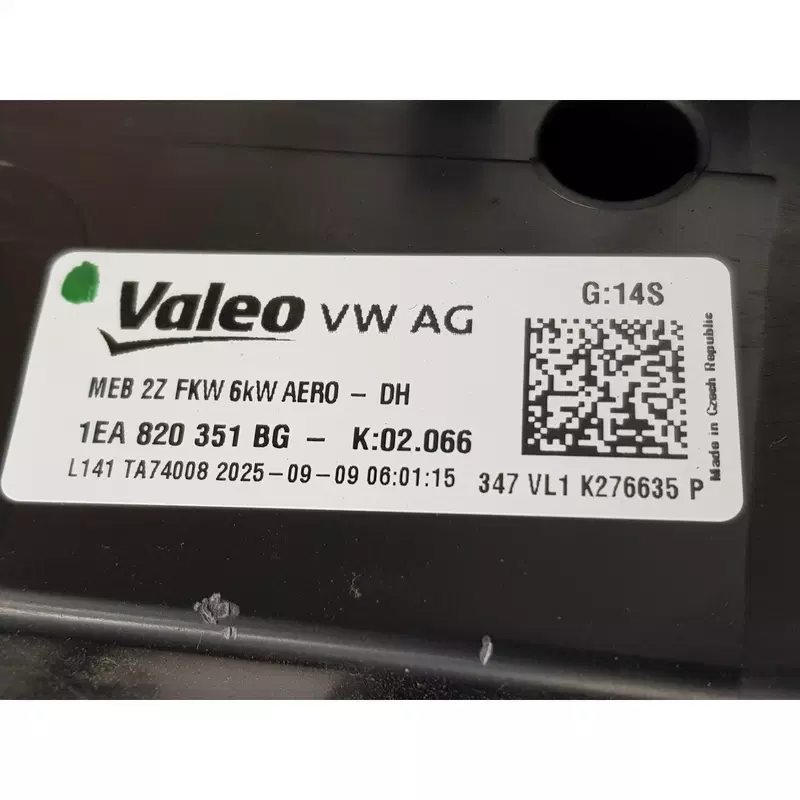 Valeo VW AG
G:14S
MEB 2Z FKW 6kW AERO - DH
1EA 820 351 BG - K:02.066
L141 TA74008 2025-09-09 06:01:15 347 VL1 K276635 P
Made in Czech Republic